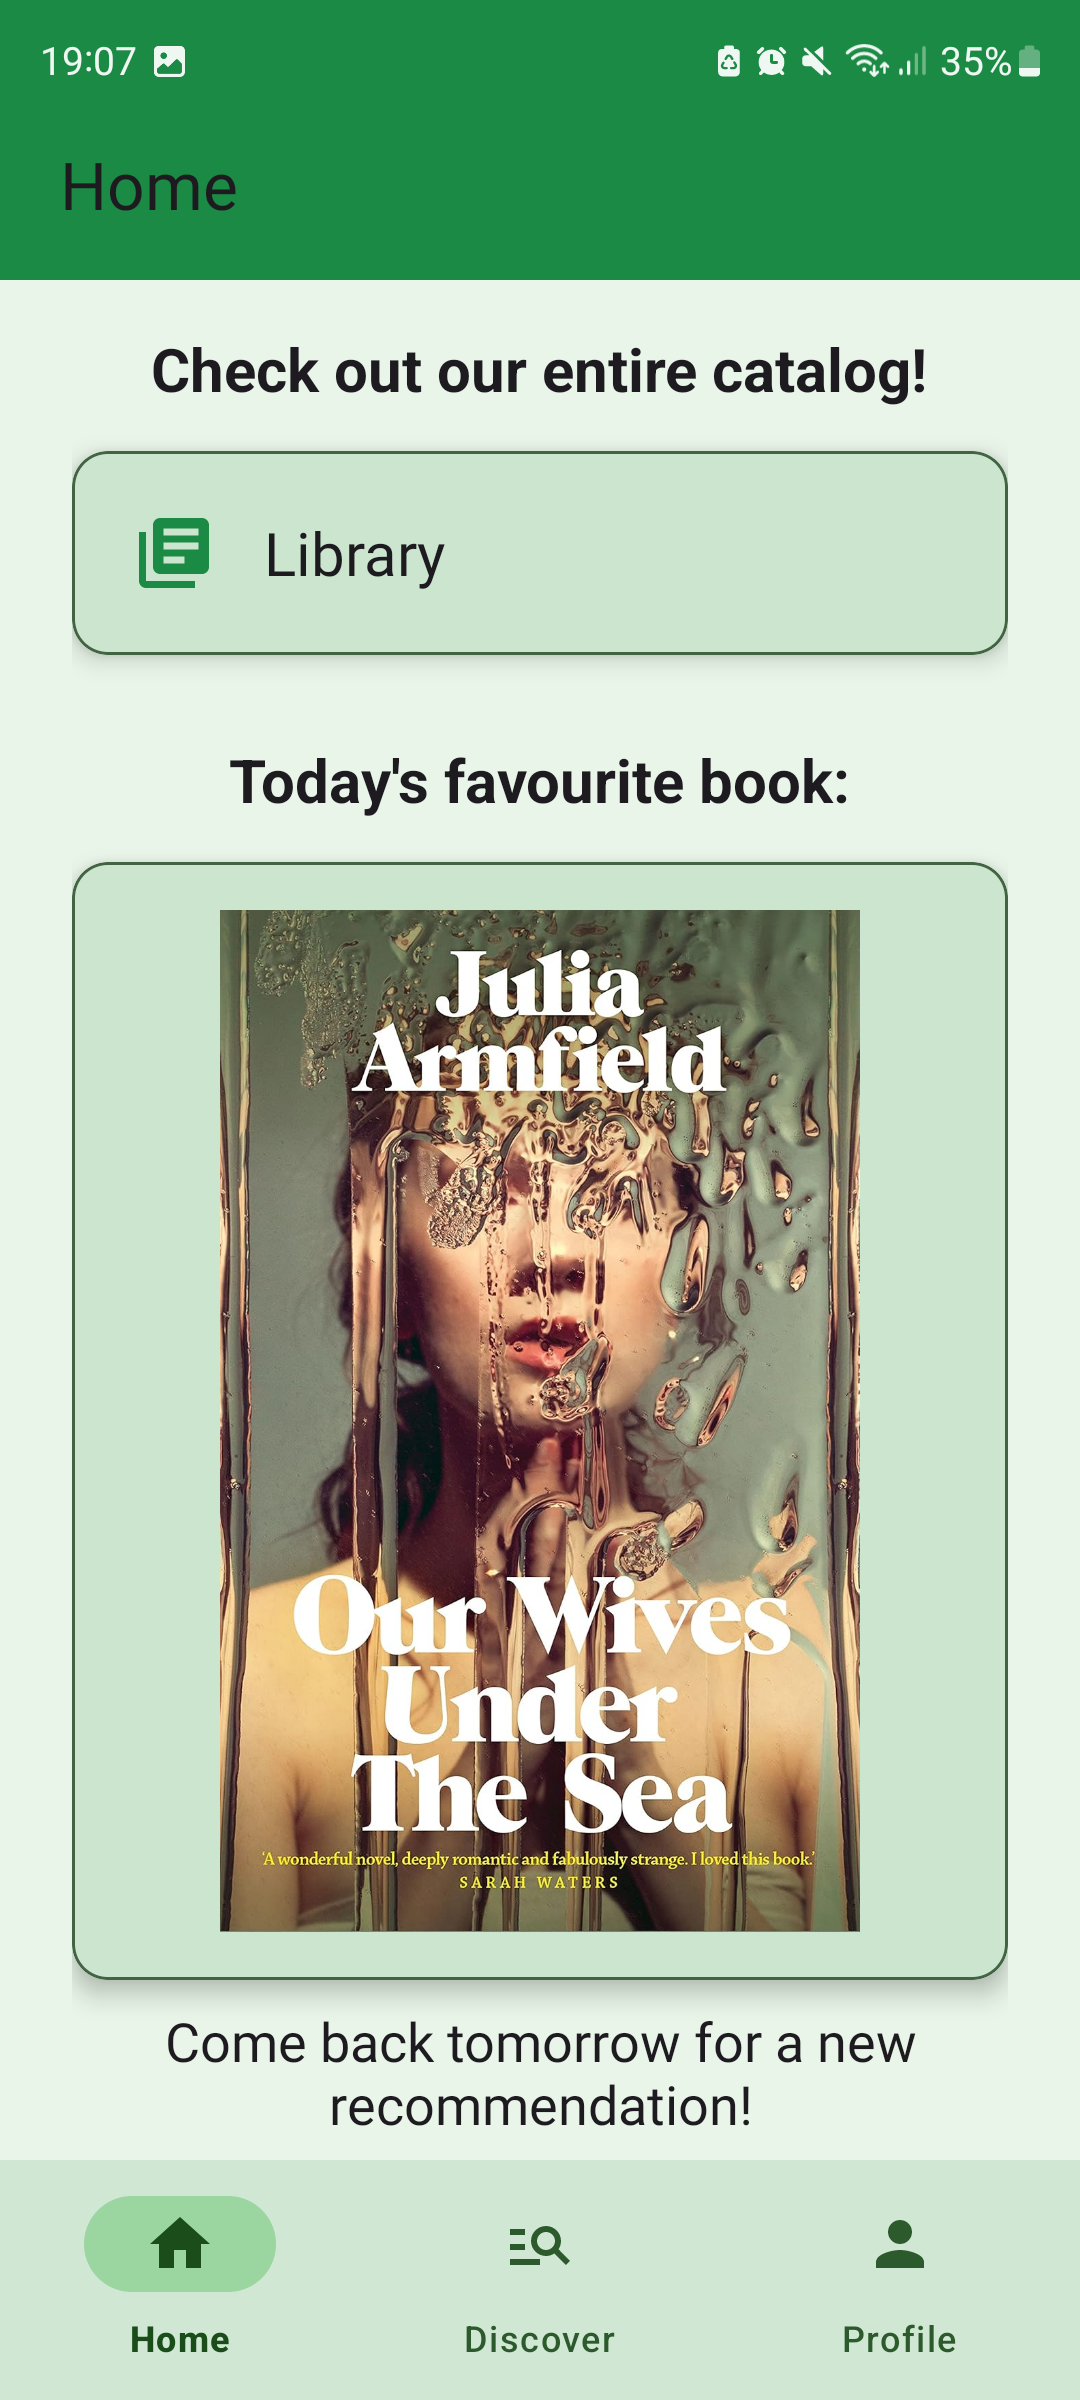 19:07
35%
Home
Check out our entire catalog!
Library
Today's favourite book:
Julia
Armfield
Our Wives
Under
The Sea
‘A wonderful novel, deeply romantic and fabulously strange. I loved this book.’
SARAH WATERS
Come back tomorrow for a new
recommendation!
Home
Discover
Profile